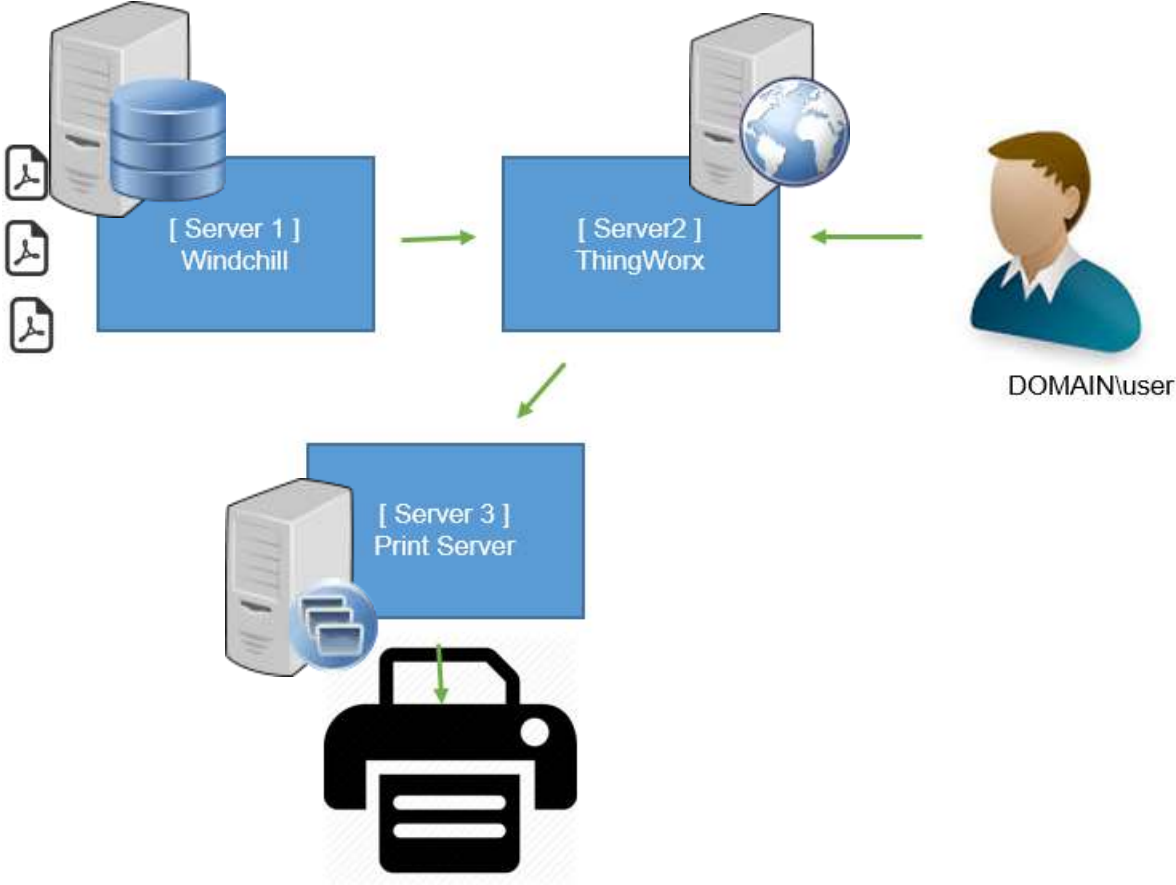 [ Server 1 ]
Windchill
[ Server2 ]
ThingWorx
DOMAIN\user
[ Server 3 ]
Print Server